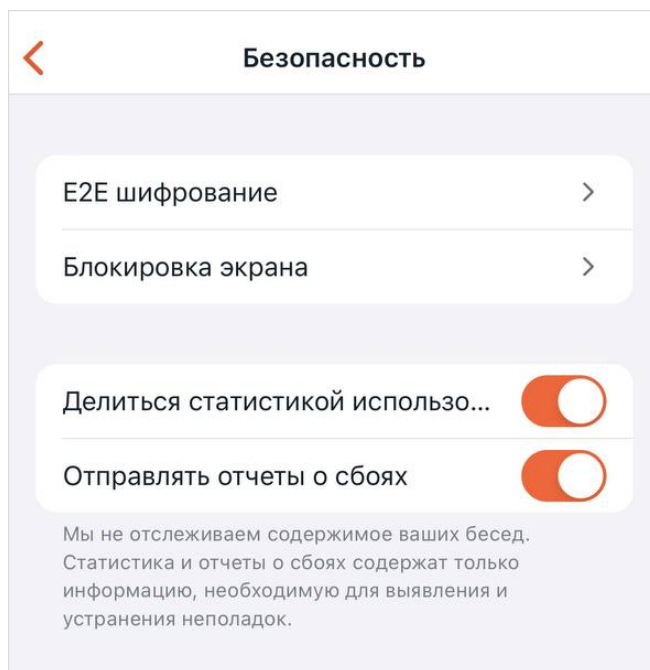 Безопасность
E2E шифрование
Блокировка экрана
Делиться статистикой использо...
Отправлять отчеты о сбоях
Мы не отслеживаем содержимое ваших бесед.
Статистика и отчеты о сбоях содержат только
информацию, необходимую для выявления и
устранения неполадок.